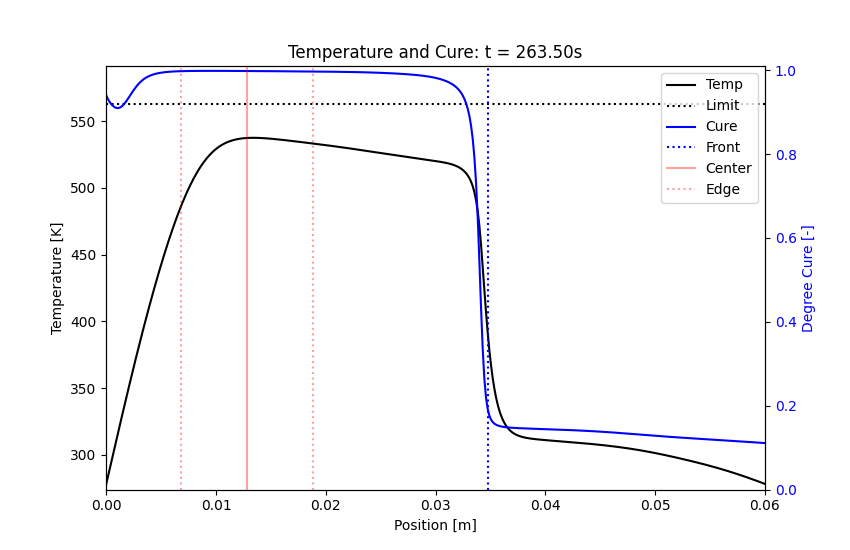 Temperature and Cure: t = 263.50s
Temperature [K]
550
500
450
400
350
300
1.0
0.8
0.6
0.4
0.2
0.0
Degree Cure [-]
Temp
Limit
Cure
Front
Center
Edge
0.00 0.01 0.02 0.03 0.04 0.05 0.06
Position [m]